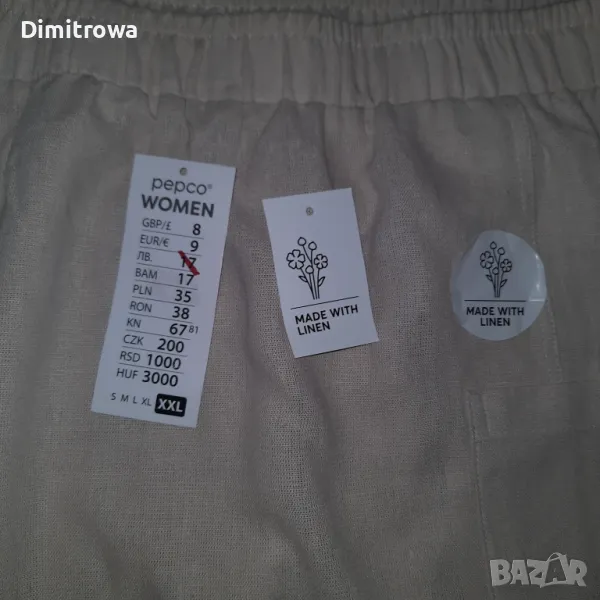 Dimitrowa
pepco®
WOMEN
GBP/£ 8
EUR/€ 9
ЛВ. 17
BAM 17
PLN 35
RON 38
KN 67.81
CZK 200
RSD 1000
HUF 3000
S M L XL XXL
MADE WITH
LINEN
MADE WITH
LINEN
BAZAR